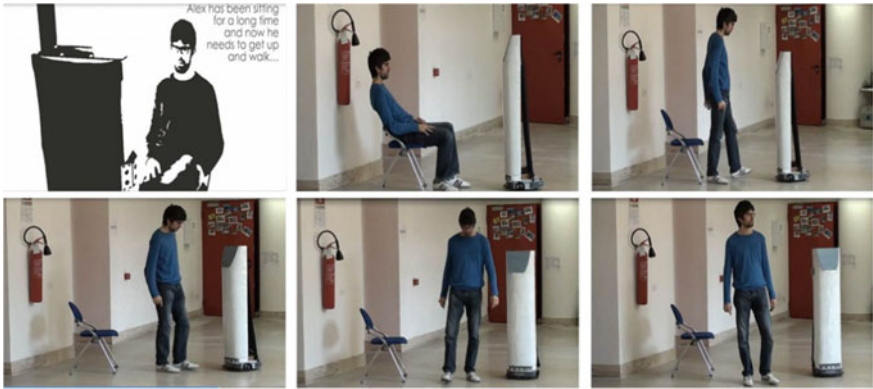 Alex has been sitting
for a long time
and now he
needs to get up
and walk....